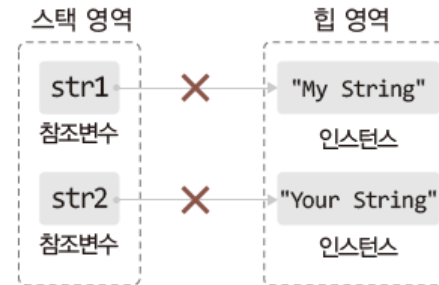 스택 영역
힙 영역
str1
"My String"
참조변수
인스턴스
str2
"Your String"
참조변수
인스턴스